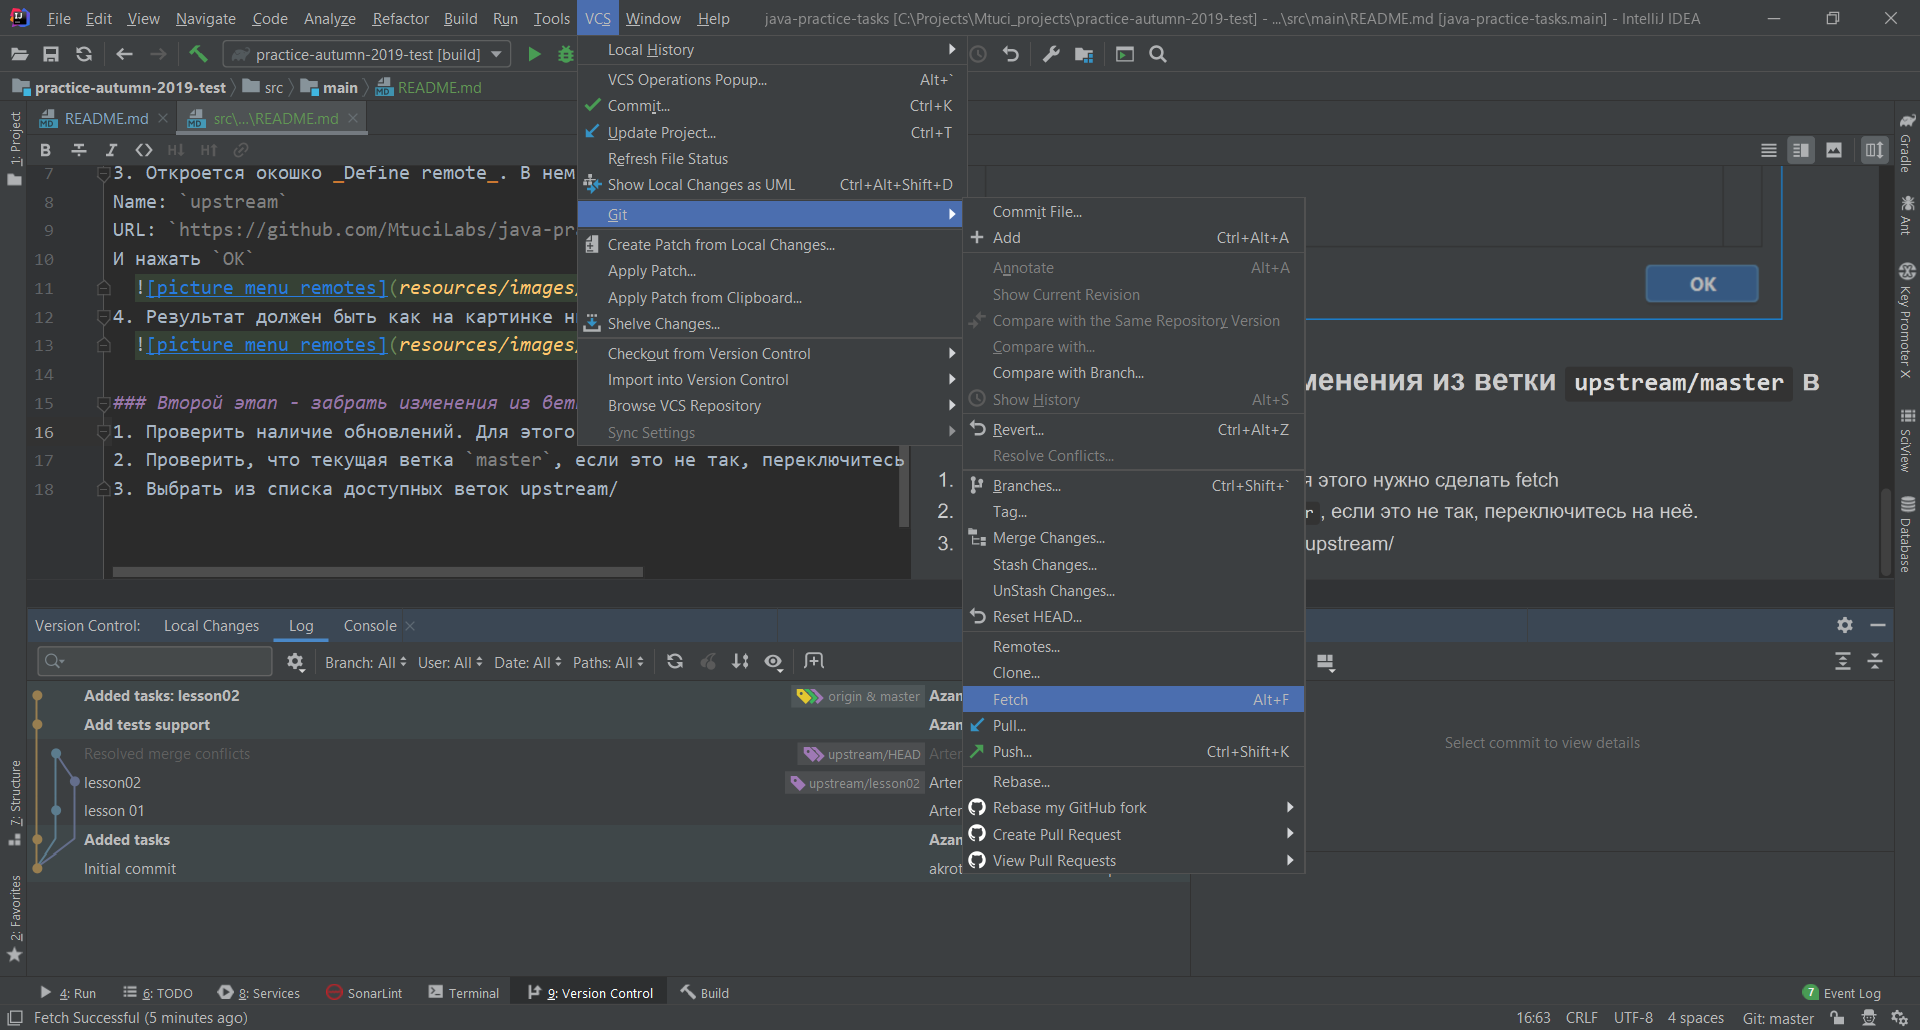 File Edit View Navigate Code Analyze Refactor Build Run Tools VCS Window Help java-practice-tasks [C:\Projects\Mtuci_projects\practice-autumn-2019-test] - ...\src\main\README.md [java-practice-tasks.main] - IntelliJ IDEA
practice-autumn-2019-test [build]
practice-autumn-2019-test src main README.md
README.md src\...\README.md
1: Project
7 3. Откроется окошко _Define remote_. В нем
8 Name: `upstream`
9 URL: `https://github.com/MtuciLabs/java-pra
10 И нажать `OK`
11 ![picture menu remotes](resources/images/
12 4. Результат должен быть как на картинке ни
13 ![picture menu remotes](resources/images/
14
15 ### Второй этап - забрать изменения из вет
16 1. Проверить наличие обновлений. Для этого
17 2. Проверить, что текущая ветка `master`, если это не так, переключитесь
18 3. Выбрать из списка доступных веток upstream/
Local History
VCS Operations Popup... Alt+`
Commit... Ctrl+K
Update Project... Ctrl+T
Refresh File Status
Show Local Changes as UML Ctrl+Alt+Shift+D
Git
Create Patch from Local Changes...
Apply Patch...
Apply Patch from Clipboard...
Shelve Changes...
Checkout from Version Control
Import into Version Control
Browse VCS Repository
Sync Settings
Commit File...
Add Ctrl+Alt+A
Annotate Alt+A
Show Current Revision
Compare with the Same Repository Version
Compare with...
Compare with Branch...
Show History Alt+S
Revert... Ctrl+Alt+Z
Resolve Conflicts...
Branches... Ctrl+Shift+`
Tag...
Merge Changes...
Stash Changes...
UnStash Changes...
Reset HEAD...
Remotes...
Clone...
Fetch Alt+F
Pull...
Push... Ctrl+Shift+K
Rebase...
Rebase my GitHub fork
Create Pull Request
View Pull Requests
OK
менения из ветки upstream/master в
1. я этого нужно сделать fetch
2. r , если это не так, переключитесь на неё.
3. upstream/
Gradle
Ant
Key Promoter X
SciView
Database
Version Control: Local Changes Log Console
Branch: All User: All Date: All Paths: All
Added tasks: lesson02 origin & master Azan
Add tests support Azan
Resolved merge conflicts upstream/HEAD Arter
lesson02 upstream/lesson02 Arter
lesson 01 Arter
Added tasks Azan
Initial commit akrot
Select commit to view details
7: Structure
2: Favorites
4: Run 6: TODO 8: Services SonarLint Terminal 9: Version Control Build 7 Event Log
Fetch Successful (5 minutes ago) 16:63 CRLF UTF-8 4 spaces Git: master